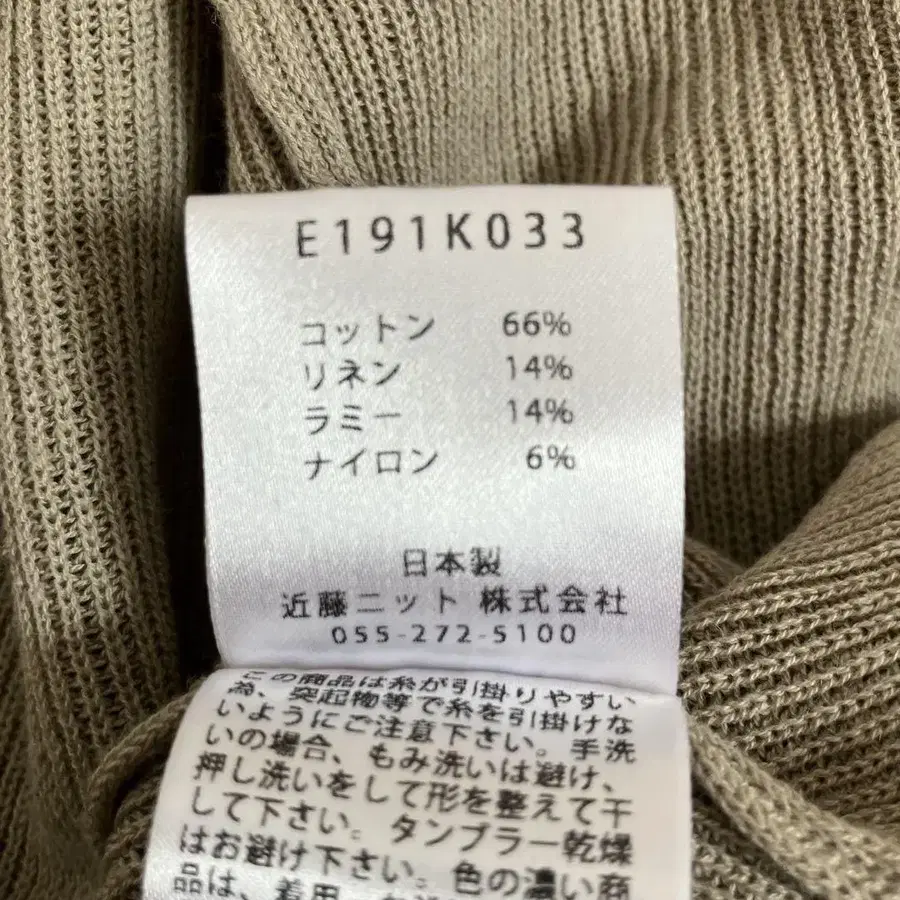 E191K033
コットン 66%
リネン 14%
ラミー 14%
ナイロン 6%
日本製
近藤ニット 株式会社
055-272-5100
この商品は糸が引掛りやすい
為、突起物等で糸を引掛けな
いようにご注意下さい。手洗
いの場合、もみ洗いは避け、
押し洗いをして形を整えて干
して下さい。タンブラー乾燥
はお避け下さい。色の濃い商
品は、着用